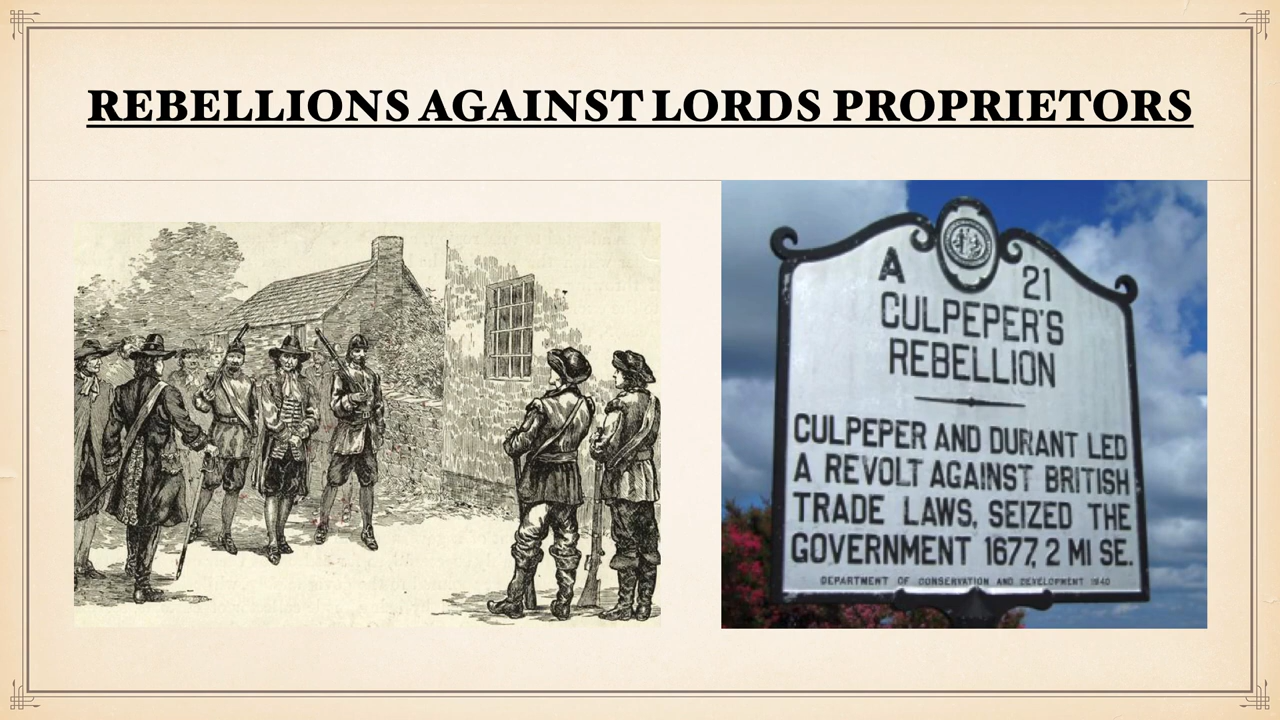 REBELLIONS AGAINST LORDS PROPRIETORS
A 21
CULPEPER'S
REBELLION
CULPEPER AND DURANT LED
A REVOLT AGAINST BRITISH
TRADE LAWS, SEIZED THE
GOVERNMENT 1677, 2 MI SE.
DEPARTMENT OF CONSERVATION AND DEVELOPMENT 1940